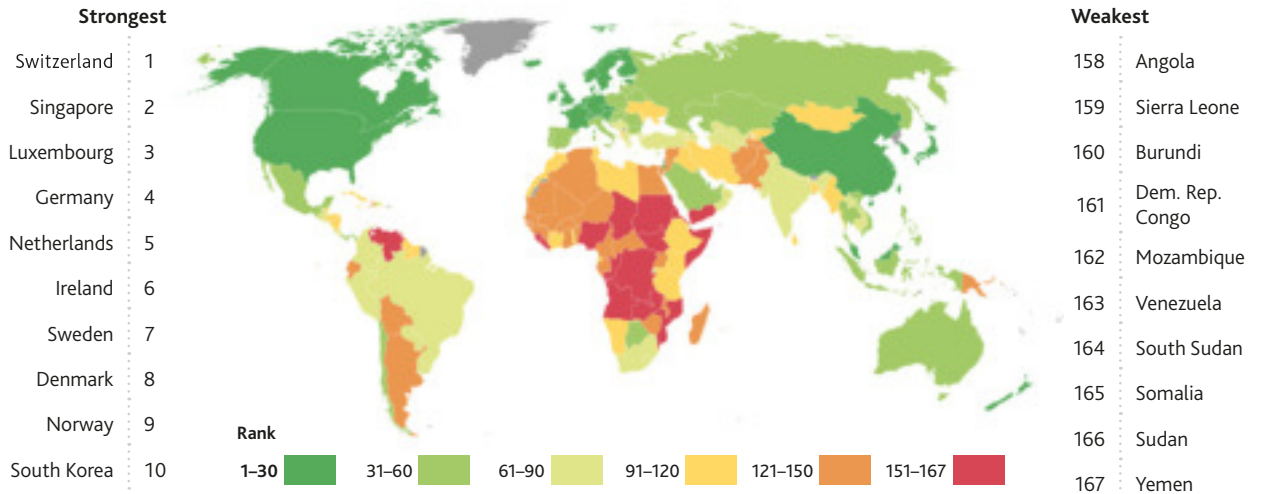 Strongest
Switzerland 1
Singapore 2
Luxembourg 3
Germany 4
Netherlands 5
Ireland 6
Sweden 7
Denmark 8
Norway 9
South Korea 10
Rank
1–30 31–60 61–90 91–120 121–150 151–167
Weakest
158 Angola
159 Sierra Leone
160 Burundi
161 Dem. Rep.
Congo
162 Mozambique
163 Venezuela
164 South Sudan
165 Somalia
166 Sudan
167 Yemen